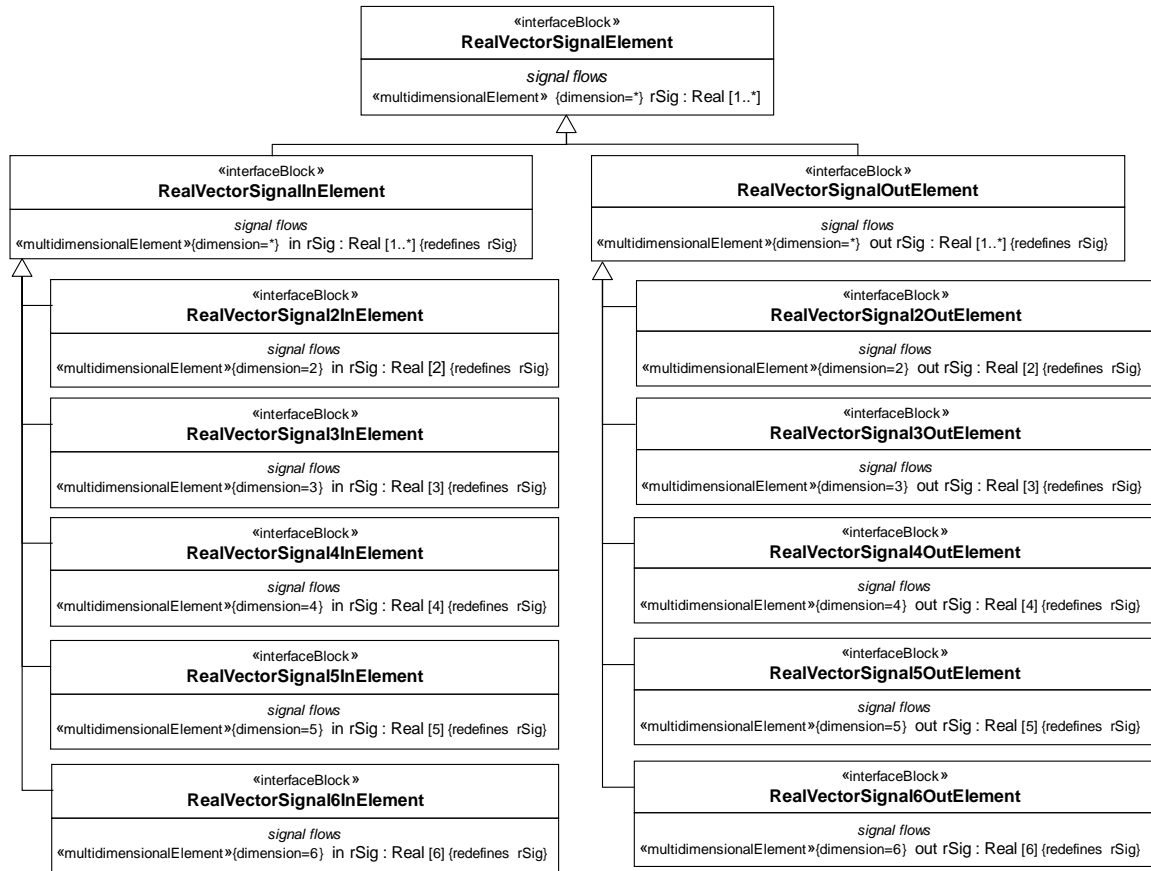 «interfaceBlock»
RealVectorSignalElement
signal flows
«multidimensionalElement» {dimension=*} rSig : Real [1..*]
«interfaceBlock»
RealVectorSignalInElement
signal flows
«multidimensionalElement»{dimension=*} in rSig : Real [1..*] {redefines rSig}
«interfaceBlock»
RealVectorSignal2InElement
signal flows
«multidimensionalElement»{dimension=2} in rSig : Real [2] {redefines rSig}
«interfaceBlock»
RealVectorSignal3InElement
signal flows
«multidimensionalElement»{dimension=3} in rSig : Real [3] {redefines rSig}
«interfaceBlock»
RealVectorSignal4InElement
signal flows
«multidimensionalElement»{dimension=4} in rSig : Real [4] {redefines rSig}
«interfaceBlock»
RealVectorSignal5InElement
signal flows
«multidimensionalElement»{dimension=5} in rSig : Real [5] {redefines rSig}
«interfaceBlock»
RealVectorSignal6InElement
signal flows
«multidimensionalElement»{dimension=6} in rSig : Real [6] {redefines rSig}
«interfaceBlock»
RealVectorSignalOutElement
signal flows
«multidimensionalElement»{dimension=*} out rSig : Real [1..*] {redefines rSig}
«interfaceBlock»
RealVectorSignal2OutElement
signal flows
«multidimensionalElement»{dimension=2} out rSig : Real [2] {redefines rSig}
«interfaceBlock»
RealVectorSignal3OutElement
signal flows
«multidimensionalElement»{dimension=3} out rSig : Real [3] {redefines rSig}
«interfaceBlock»
RealVectorSignal4OutElement
signal flows
«multidimensionalElement»{dimension=4} out rSig : Real [4] {redefines rSig}
«interfaceBlock»
RealVectorSignal5OutElement
signal flows
«multidimensionalElement»{dimension=5} out rSig : Real [5] {redefines rSig}
«interfaceBlock»
RealVectorSignal6OutElement
signal flows
«multidimensionalElement»{dimension=6} out rSig : Real [6] {redefines rSig}